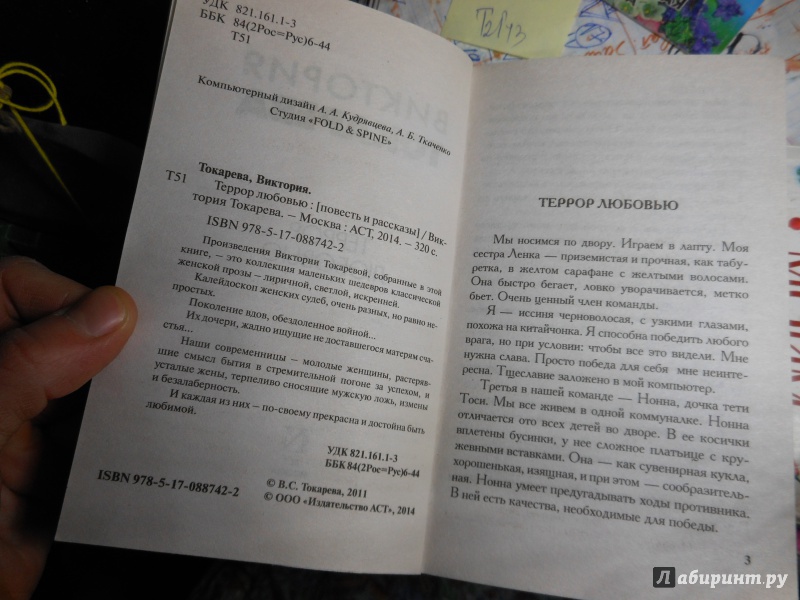 УДК 821.161.1-3
ББК 84(2Рос=Рус)6-44
Т51
Компьютерный дизайн А. А. Кудрявцева, А. Б. Ткаченко
Студия «FOLD & SPINE»
Токарева, Виктория.
Т51 Террор любовью : [повесть и рассказы] / Вик-
тория Токарева. – Москва : АСТ, 2014. – 320 с.
ISBN 978-5-17-088742-2
Произведения Виктории Токаревой, собранные в этой
книге, – это коллекция маленьких шедевров классической
женской прозы – лиричной, светлой, искренней.
Калейдоскоп женских судеб, очень разных, но равно не-
простых.
Поколение вдов, обездоленное войной...
Их дочери, жадно ищущие не доставшегося матерям сча-
стья...
Наши современницы – молодые женщины, растеряв-
шие смысл бытия в стремительной погоне за успехом, и
усталые жены, терпеливо сносящие мужскую ложь, измены
и безалаберность.
И каждая из них – по-своему прекрасна и достойна быть
любимой.
УДК 821.161.1-3
ББК 84(2Рос=Рус)6-44
ISBN 978-5-17-088742-2
© В.С. Токарева, 2011
© ООО «Издательство АСТ», 2014
ТЕРРОР ЛЮБОВЬЮ
Мы носимся по двору. Играем в лапту. Моя
сестра Ленка – приземистая и прочная, как табу-
ретка, в желтом сарафане с желтыми волосами.
Она быстро бегает, ловко уворачивается, метко
бьет. Очень ценный член команды.
Я – иссиня черноволосая, с узкими глазами,
похожа на китайчонка. Я способна победить любого
врага, но при условии: чтобы все это видели. Мне
нужна слава. Просто победа для себя мне неинте-
ресна. Тщеславие заложено в мой компьютер.
Третья в нашей команде – Нонна, дочка тети
Тоси. Мы все живем в одной коммуналке. Нонна
отличается ото всех детей во дворе. В ее косички
вплетены бусинки, у нее сложное платьице с кру-
жевными вставками. Она – как сувенирная кукла,
хорошенькая, изящная, и при этом – сообразитель-
ная. Нонна умеет предугадывать ходы противника.
В ней есть качества, необходимые для победы.
3
Лабиринт.ру